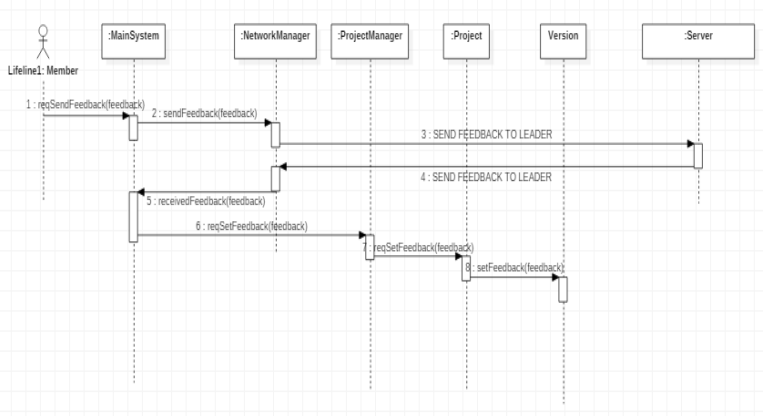 :MainSystem
:NetworkManager
:ProjectManager
:Project
Version
:Server
Lifeline1: Member
1 : reqSendFeedback(feedback)
2 : sendFeedback(feedback)
3 : SEND FEEDBACK TO LEADER
4 : SEND FEEDBACK TO LEADER
5 : receivedFeedback(feedback)
6 : reqSetFeedback(feedback)
7 : reqSetFeedback(feedback)
8 : setFeedback(feedback)